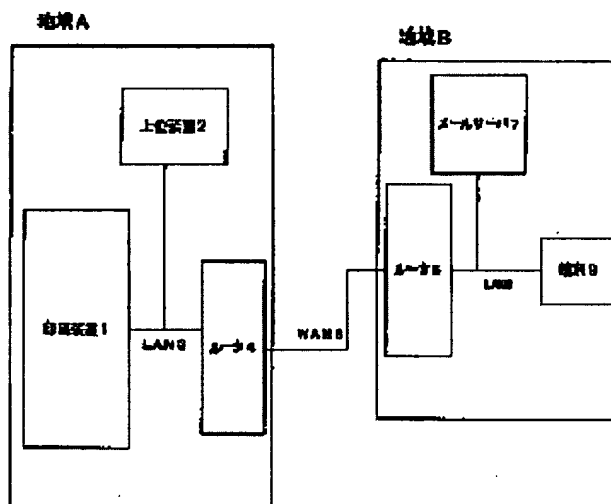 地域A
地域B
上位装置2
メールサーバ7
印刷装置1
LAN3
ルータ4
WAN5
ルータ6
LAN8
端末9